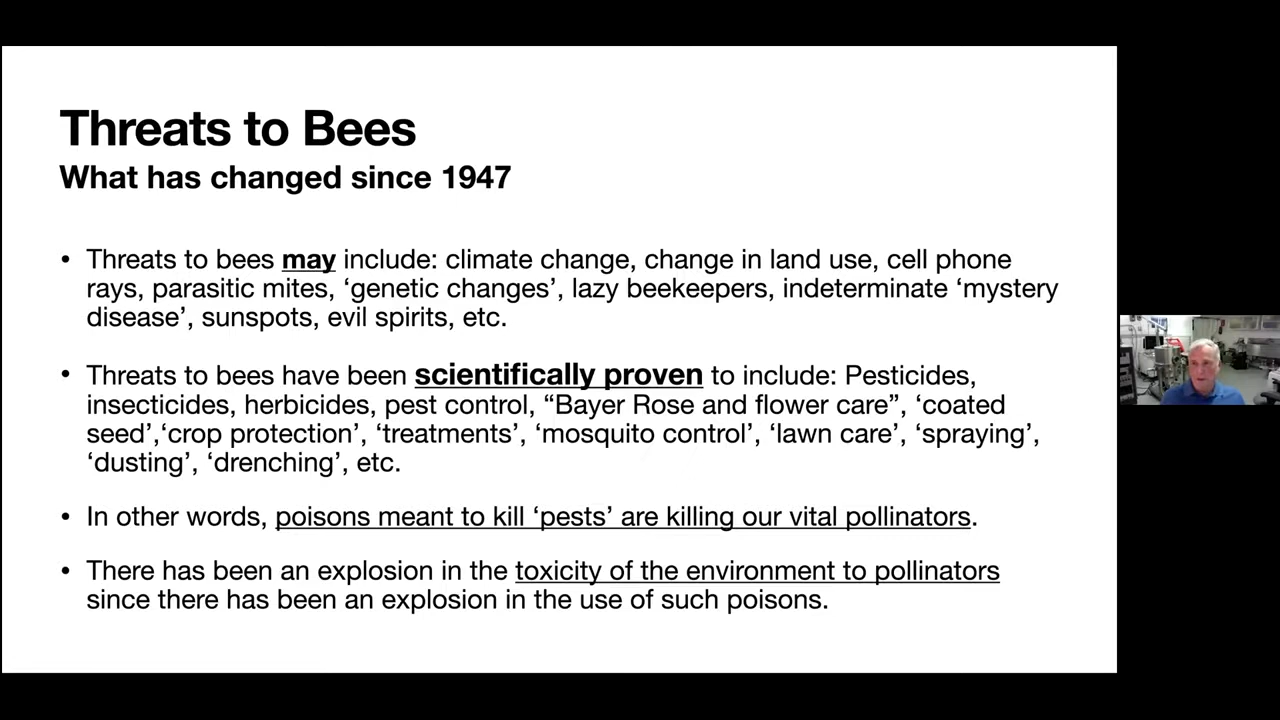 Threats to Bees
What has changed since 1947
• Threats to bees may include: climate change, change in land use, cell phone
rays, parasitic mites, ‘genetic changes’, lazy beekeepers, indeterminate ‘mystery
disease’, sunspots, evil spirits, etc.
• Threats to bees have been scientifically proven to include: Pesticides,
insecticides, herbicides, pest control, “Bayer Rose and flower care”, ‘coated
seed’,‘crop protection’, ‘treatments’, ‘mosquito control’, ‘lawn care’, ‘spraying’,
‘dusting’, ‘drenching’, etc.
• In other words, poisons meant to kill ‘pests’ are killing our vital pollinators.
• There has been an explosion in the toxicity of the environment to pollinators
since there has been an explosion in the use of such poisons.